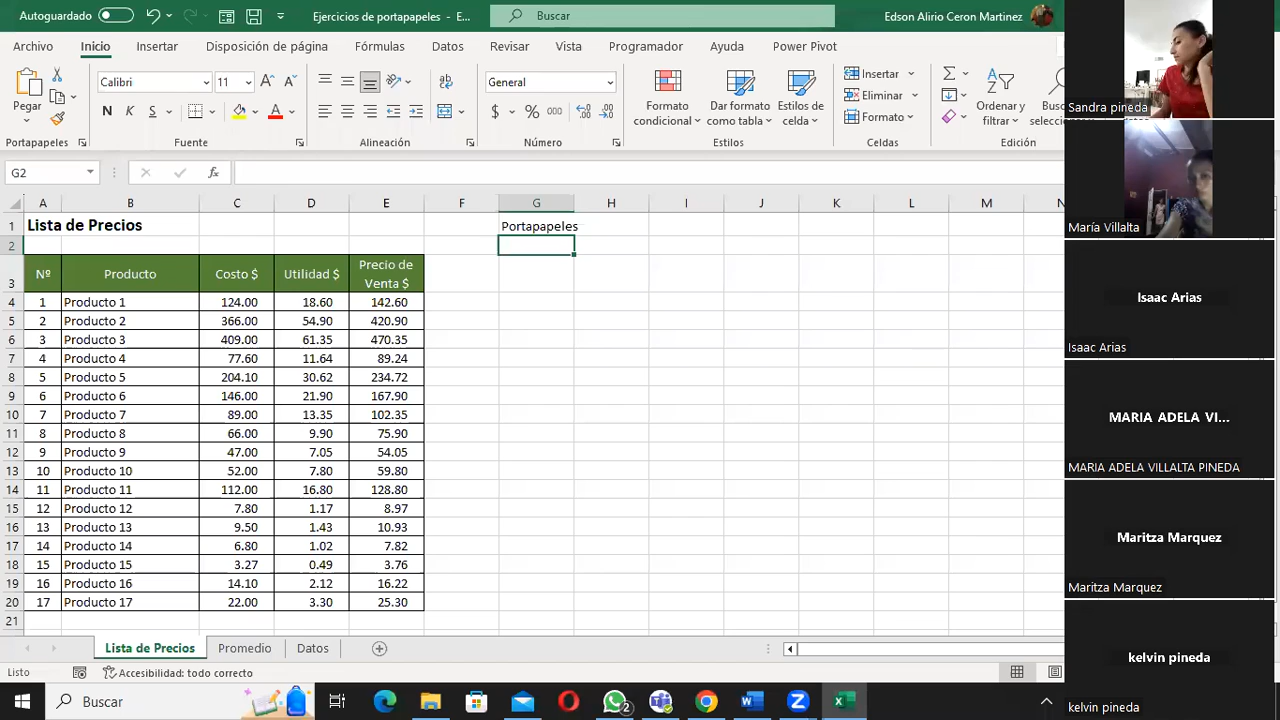 Autoguardado
Ejercicios de portapapeles - E...
Buscar
Edson Alirio Ceron Martinez
Archivo Inicio Insertar Disposición de página Fórmulas Datos Revisar Vista Programador Ayuda Power Pivot
Pegar
Calibri 11
N K S
General
$ % 000
Formato condicional
Dar formato como tabla
Estilos de celda
Insertar
Eliminar
Formato
Ordenar y filtrar
Portapapeles Fuente Alineación Número Estilos Celdas Edición
G2
fx
A B C D E F G H I J K L M N
1 Lista de Precios Portapapeles
2
3 Nº Producto Costo $ Utilidad $ Precio de Venta $
4 1 Producto 1 124.00 18.60 142.60
5 2 Producto 2 366.00 54.90 420.90
6 3 Producto 3 409.00 61.35 470.35
7 4 Producto 4 77.60 11.64 89.24
8 5 Producto 5 204.10 30.62 234.72
9 6 Producto 6 146.00 21.90 167.90
10 7 Producto 7 89.00 13.35 102.35
11 8 Producto 8 66.00 9.90 75.90
12 9 Producto 9 47.00 7.05 54.05
13 10 Producto 10 52.00 7.80 59.80
14 11 Producto 11 112.00 16.80 128.80
15 12 Producto 12 7.80 1.17 8.97
16 13 Producto 13 9.50 1.43 10.93
17 14 Producto 14 6.80 1.02 7.82
18 15 Producto 15 3.27 0.49 3.76
19 16 Producto 16 14.10 2.12 16.22
20 17 Producto 17 22.00 3.30 25.30
21
Lista de Precios Promedio Datos
Listo Accesibilidad: todo correcto
Buscar
2
Sandra pineda
María Villalta
Isaac Arias
Isaac Arias
MARIA ADELA VI...
MARIA ADELA VILLALTA PINEDA
Maritza Marquez
Maritza Marquez
kelvin pineda
kelvin pineda